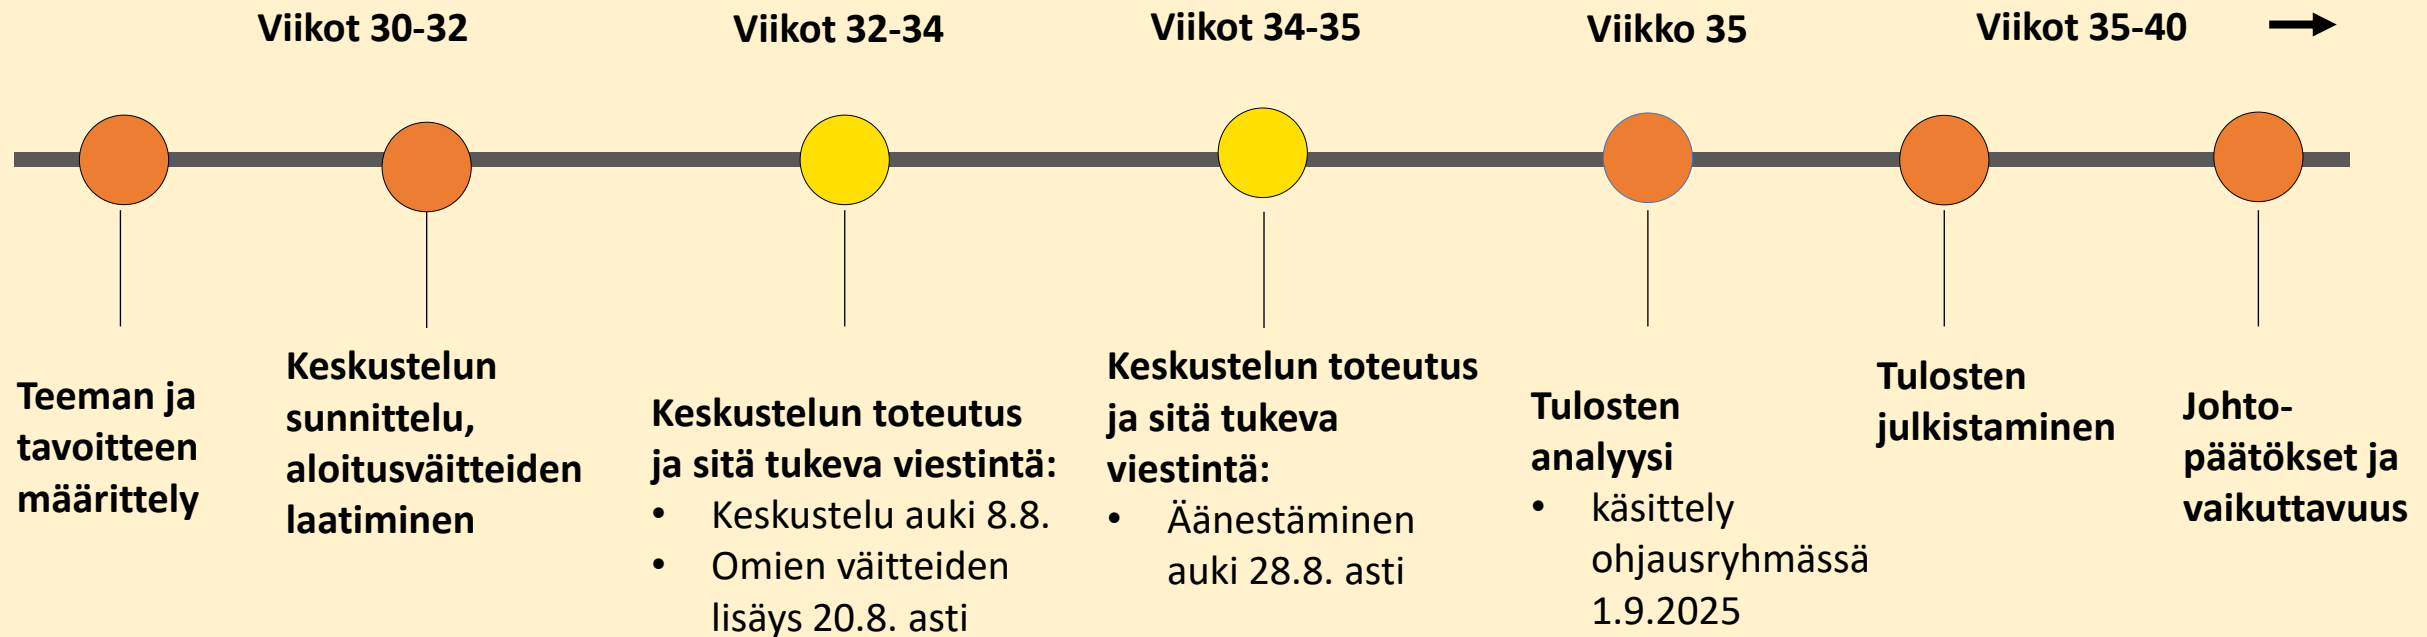 Viikot 30-32
Viikot 32-34
Viikot 34-35
Viikko 35
Viikot 35-40
Teeman ja
tavoitteen
määrittely
Keskustelun
sunnittelu,
aloitusväitteiden
laatiminen
Keskustelun toteutus
ja sitä tukeva viestintä:
• Keskustelu auki 8.8.
• Omien väitteiden
lisäys 20.8. asti
Keskustelun toteutus
ja sitä tukeva
viestintä:
• Äänestäminen
auki 28.8. asti
Tulosten
analyysi
• käsittely
ohjausryhmässä
1.9.2025
Tulosten
julkistaminen
Johto-
päätökset ja
vaikuttavuus